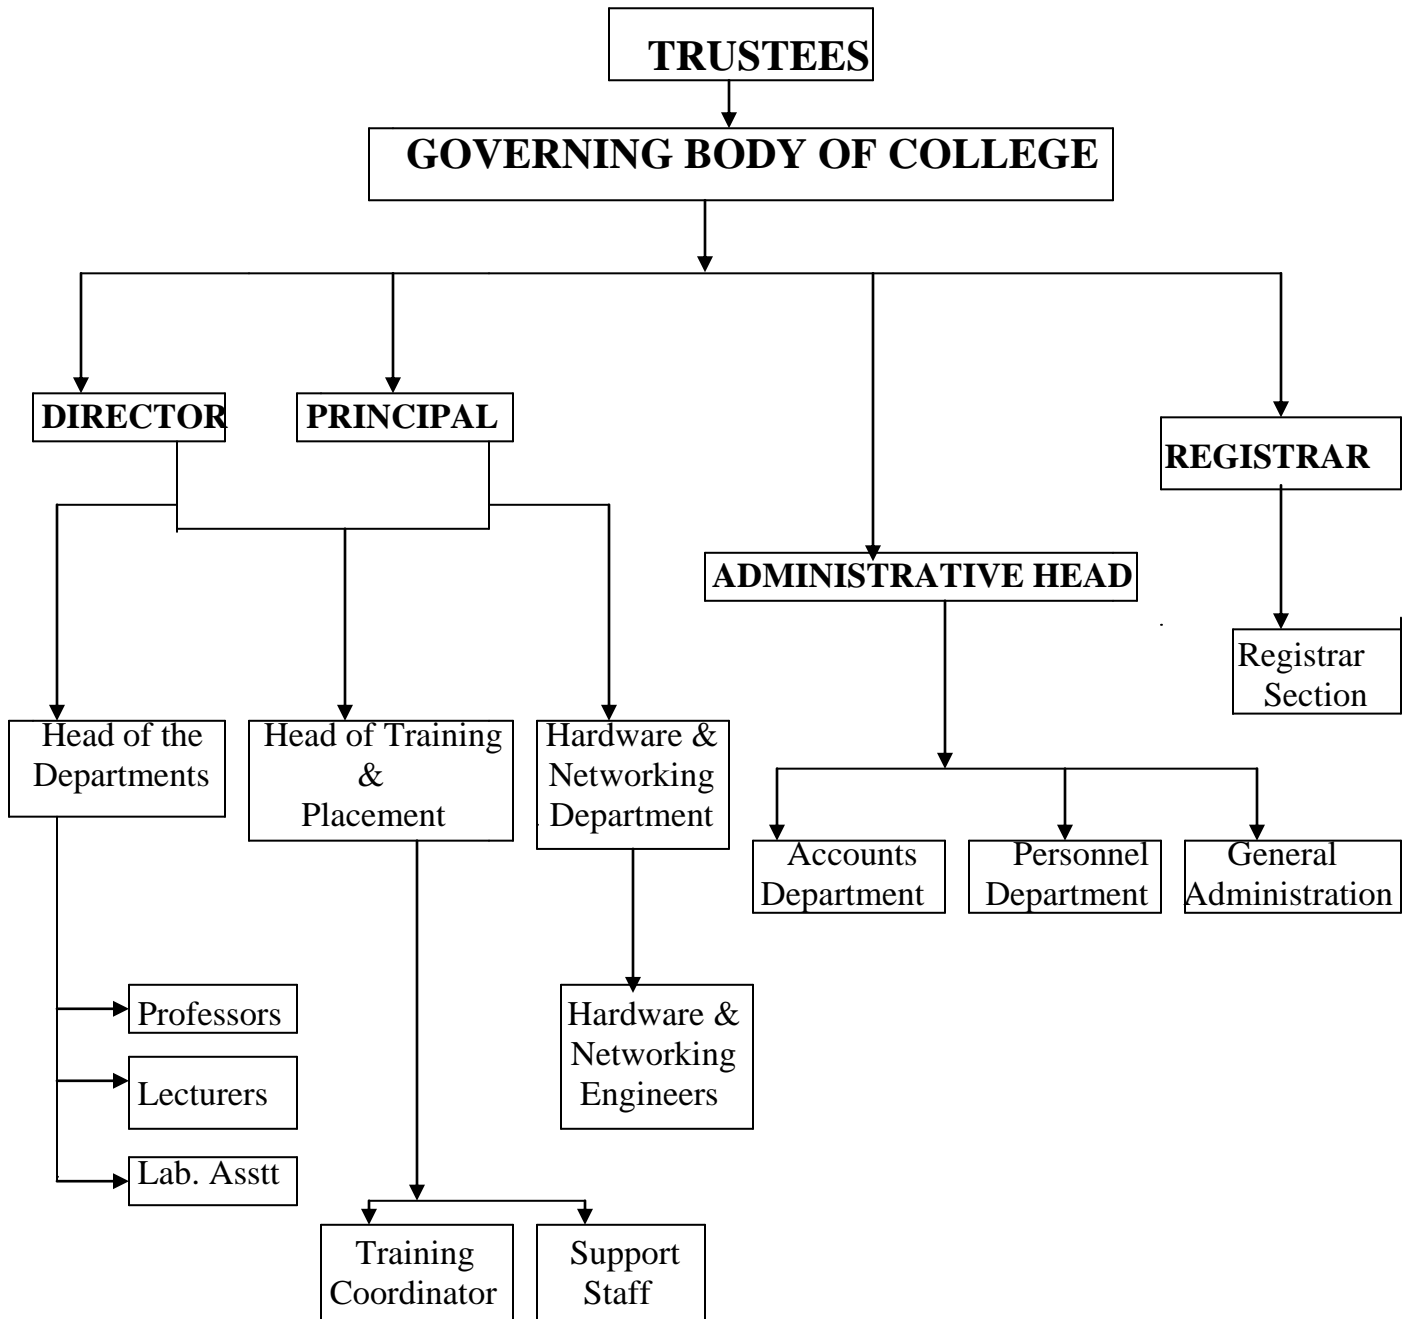 TRUSTEES
GOVERNING BODY OF COLLEGE
DIRECTOR
PRINCIPAL
REGISTRAR
ADMINISTRATIVE HEAD
Registrar
Section
Head of the
Departments
Head of Training
&
Placement
Hardware &
Networking
Department
Accounts
Department
Personnel
Department
General
Administration
Professors
Lecturers
Lab. Asstt
Hardware &
Networking
Engineers
Training
Coordinator
Support
Staff